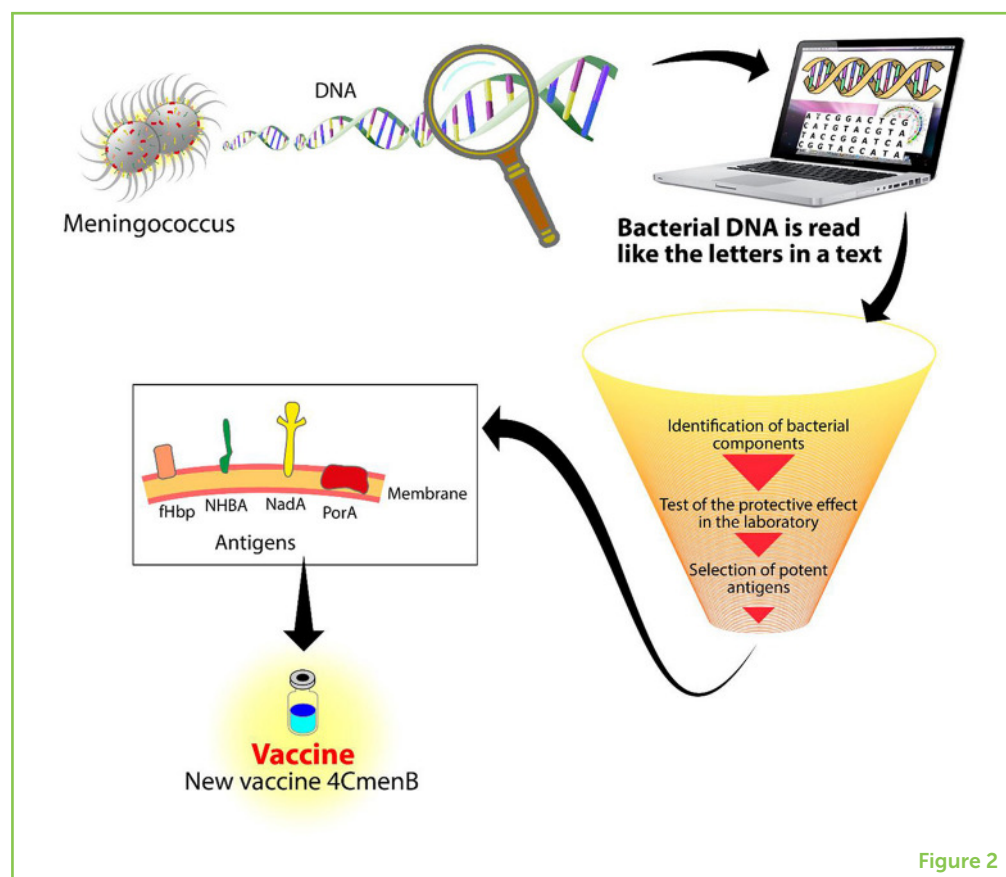 DNA
Meningococcus
A T C G G A C T C G
C A T G T A C G T A
T A C C G G A T C A
C G G T A C C A T A
Bacterial DNA is read
like the letters in a text
Identification of bacterial
components
Test of the protective effect
in the laboratory
Selection of potent
antigens
fHbp
NHBA
NadA
PorA
Membrane
Antigens
Vaccine
New vaccine 4CmenB
Figure 2